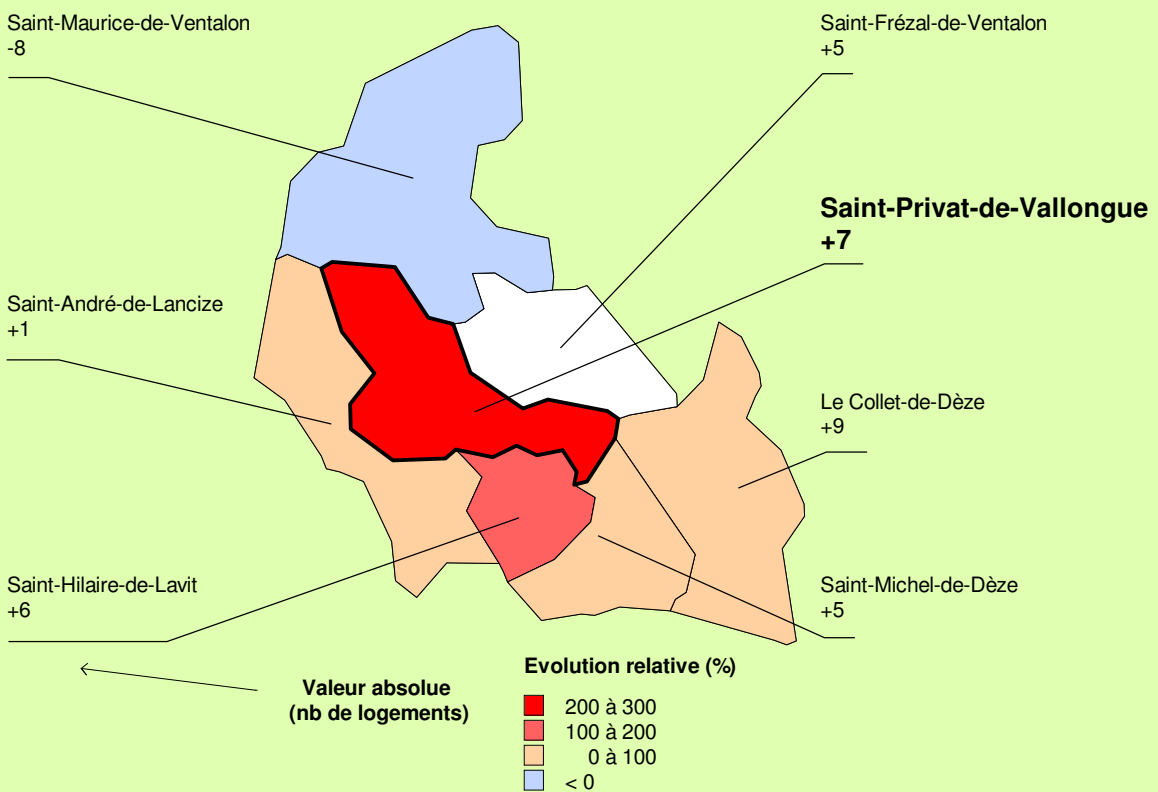 Saint-Maurice-de-Ventalon
-8
Saint-Frézal-de-Ventalon
+5
Saint-Privat-de-Vallongue
+7
Saint-André-de-Lancize
+1
Le Collet-de-Dèze
+9
Saint-Hilaire-de-Lavit
+6
Saint-Michel-de-Dèze
+5
Valeur absolue
(nb de logements)
Evolution relative (%)
200 à 300
100 à 200
0 à 100
< 0